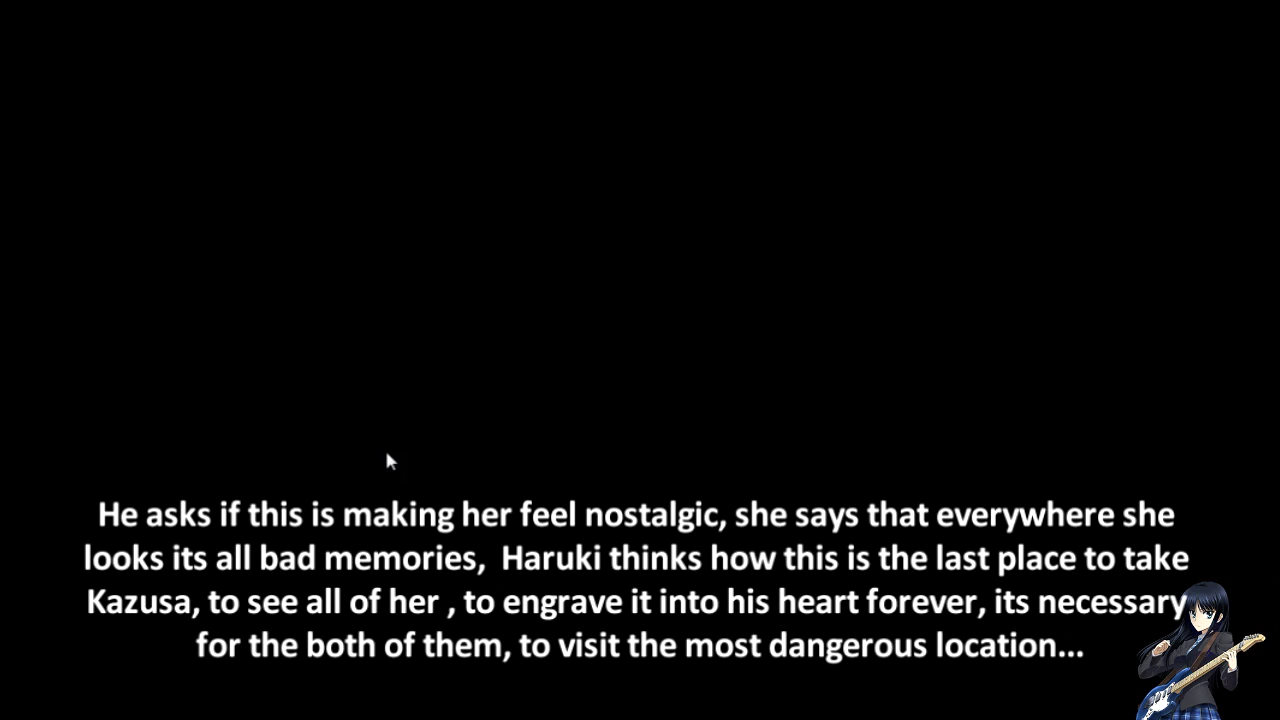 He asks if this is making her feel nostalgic, she says that everywhere she
looks its all bad memories,  Haruki thinks how this is the last place to take
Kazusa, to see all of her , to engrave it into his heart forever, its necessary
for the both of them, to visit the most dangerous location...